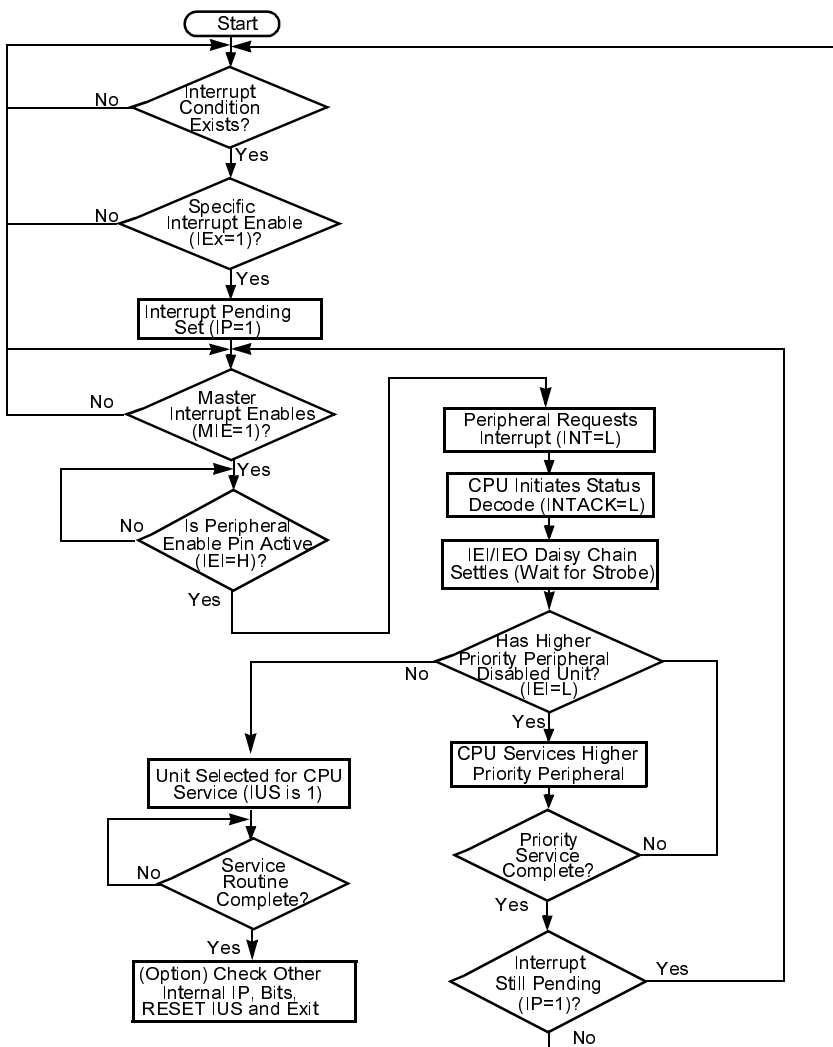 Start
Interrupt
Condition
Exists?
No
Yes
Specific
Interrupt Enable
(IEx=1)?
No
Yes
Interrupt Pending
Set (IP=1)
Master
Interrupt Enables
(MIE=1)?
No
Yes
Is Peripheral
Enable Pin Active
(IEI=H)?
No
Yes
Peripheral Requests
Interrupt (INT=L)
CPU Initiates Status
Decode (INTACK=L)
IEI/IEO Daisy Chain
Settles (Wait for Strobe)
Has Higher
Priority Peripheral
Disabled Unit?
(IEI=L)
No
Yes
Unit Selected for CPU
Service (IUS is 1)
CPU Services Higher
Priority Peripheral
Service
Routine
Complete?
No
Yes
Priority
Service
Complete?
No
Yes
(Option) Check Other
Internal IP, Bits,
RESET IUS and Exit
Interrupt
Still Pending
(IP=1)?
Yes
No